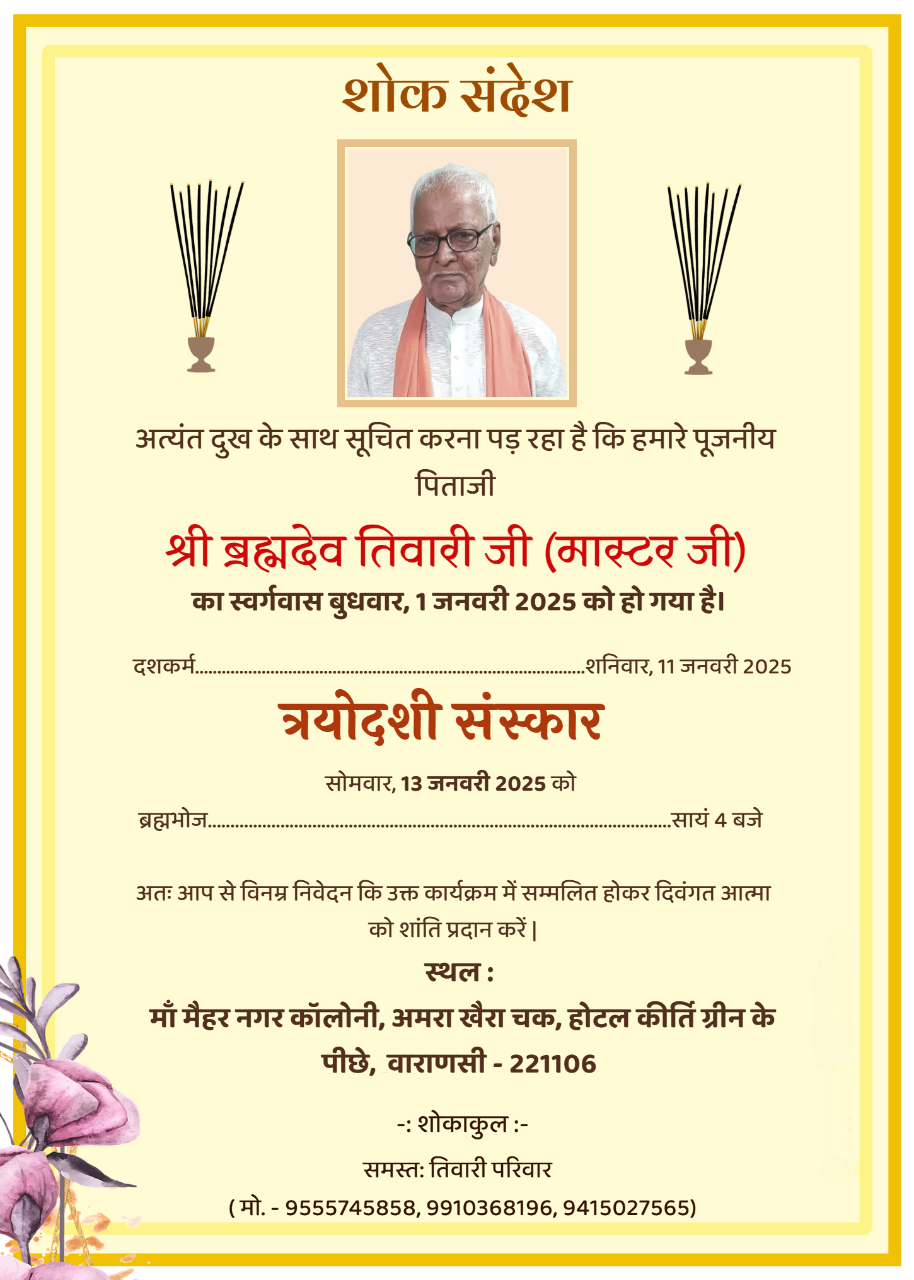 शोक संदेश
अत्यंत दुख के साथ सूचित करना पड़ रहा है कि हमारे पूजनीय
पिताजी
श्री ब्रह्मदेव तिवारी जी (मास्टर जी)
का स्वर्गवास बुधवार, 1 जनवरी 2025 को हो गया है।
दशकर्म.......................................................................................शनिवार, 11 जनवरी 2025
त्रयोदशी संस्कार
सोमवार, 13 जनवरी 2025 को
ब्रह्मभोज.......................................................................................................सायं 4 बजे
अतः आप से विनम्र निवेदन कि उक्त कार्यक्रम में सम्मलित होकर दिवंगत आत्मा
को शांति प्रदान करें |
स्थल :
माँ मैहर नगर कॉलोनी, अमरा खैरा चक, होटल कीर्ति ग्रीन के
पीछे, वाराणसी - 221106
-: शोकाकुल :-
समस्त: तिवारी परिवार
( मो. - 9555745858, 9910368196, 9415027565)